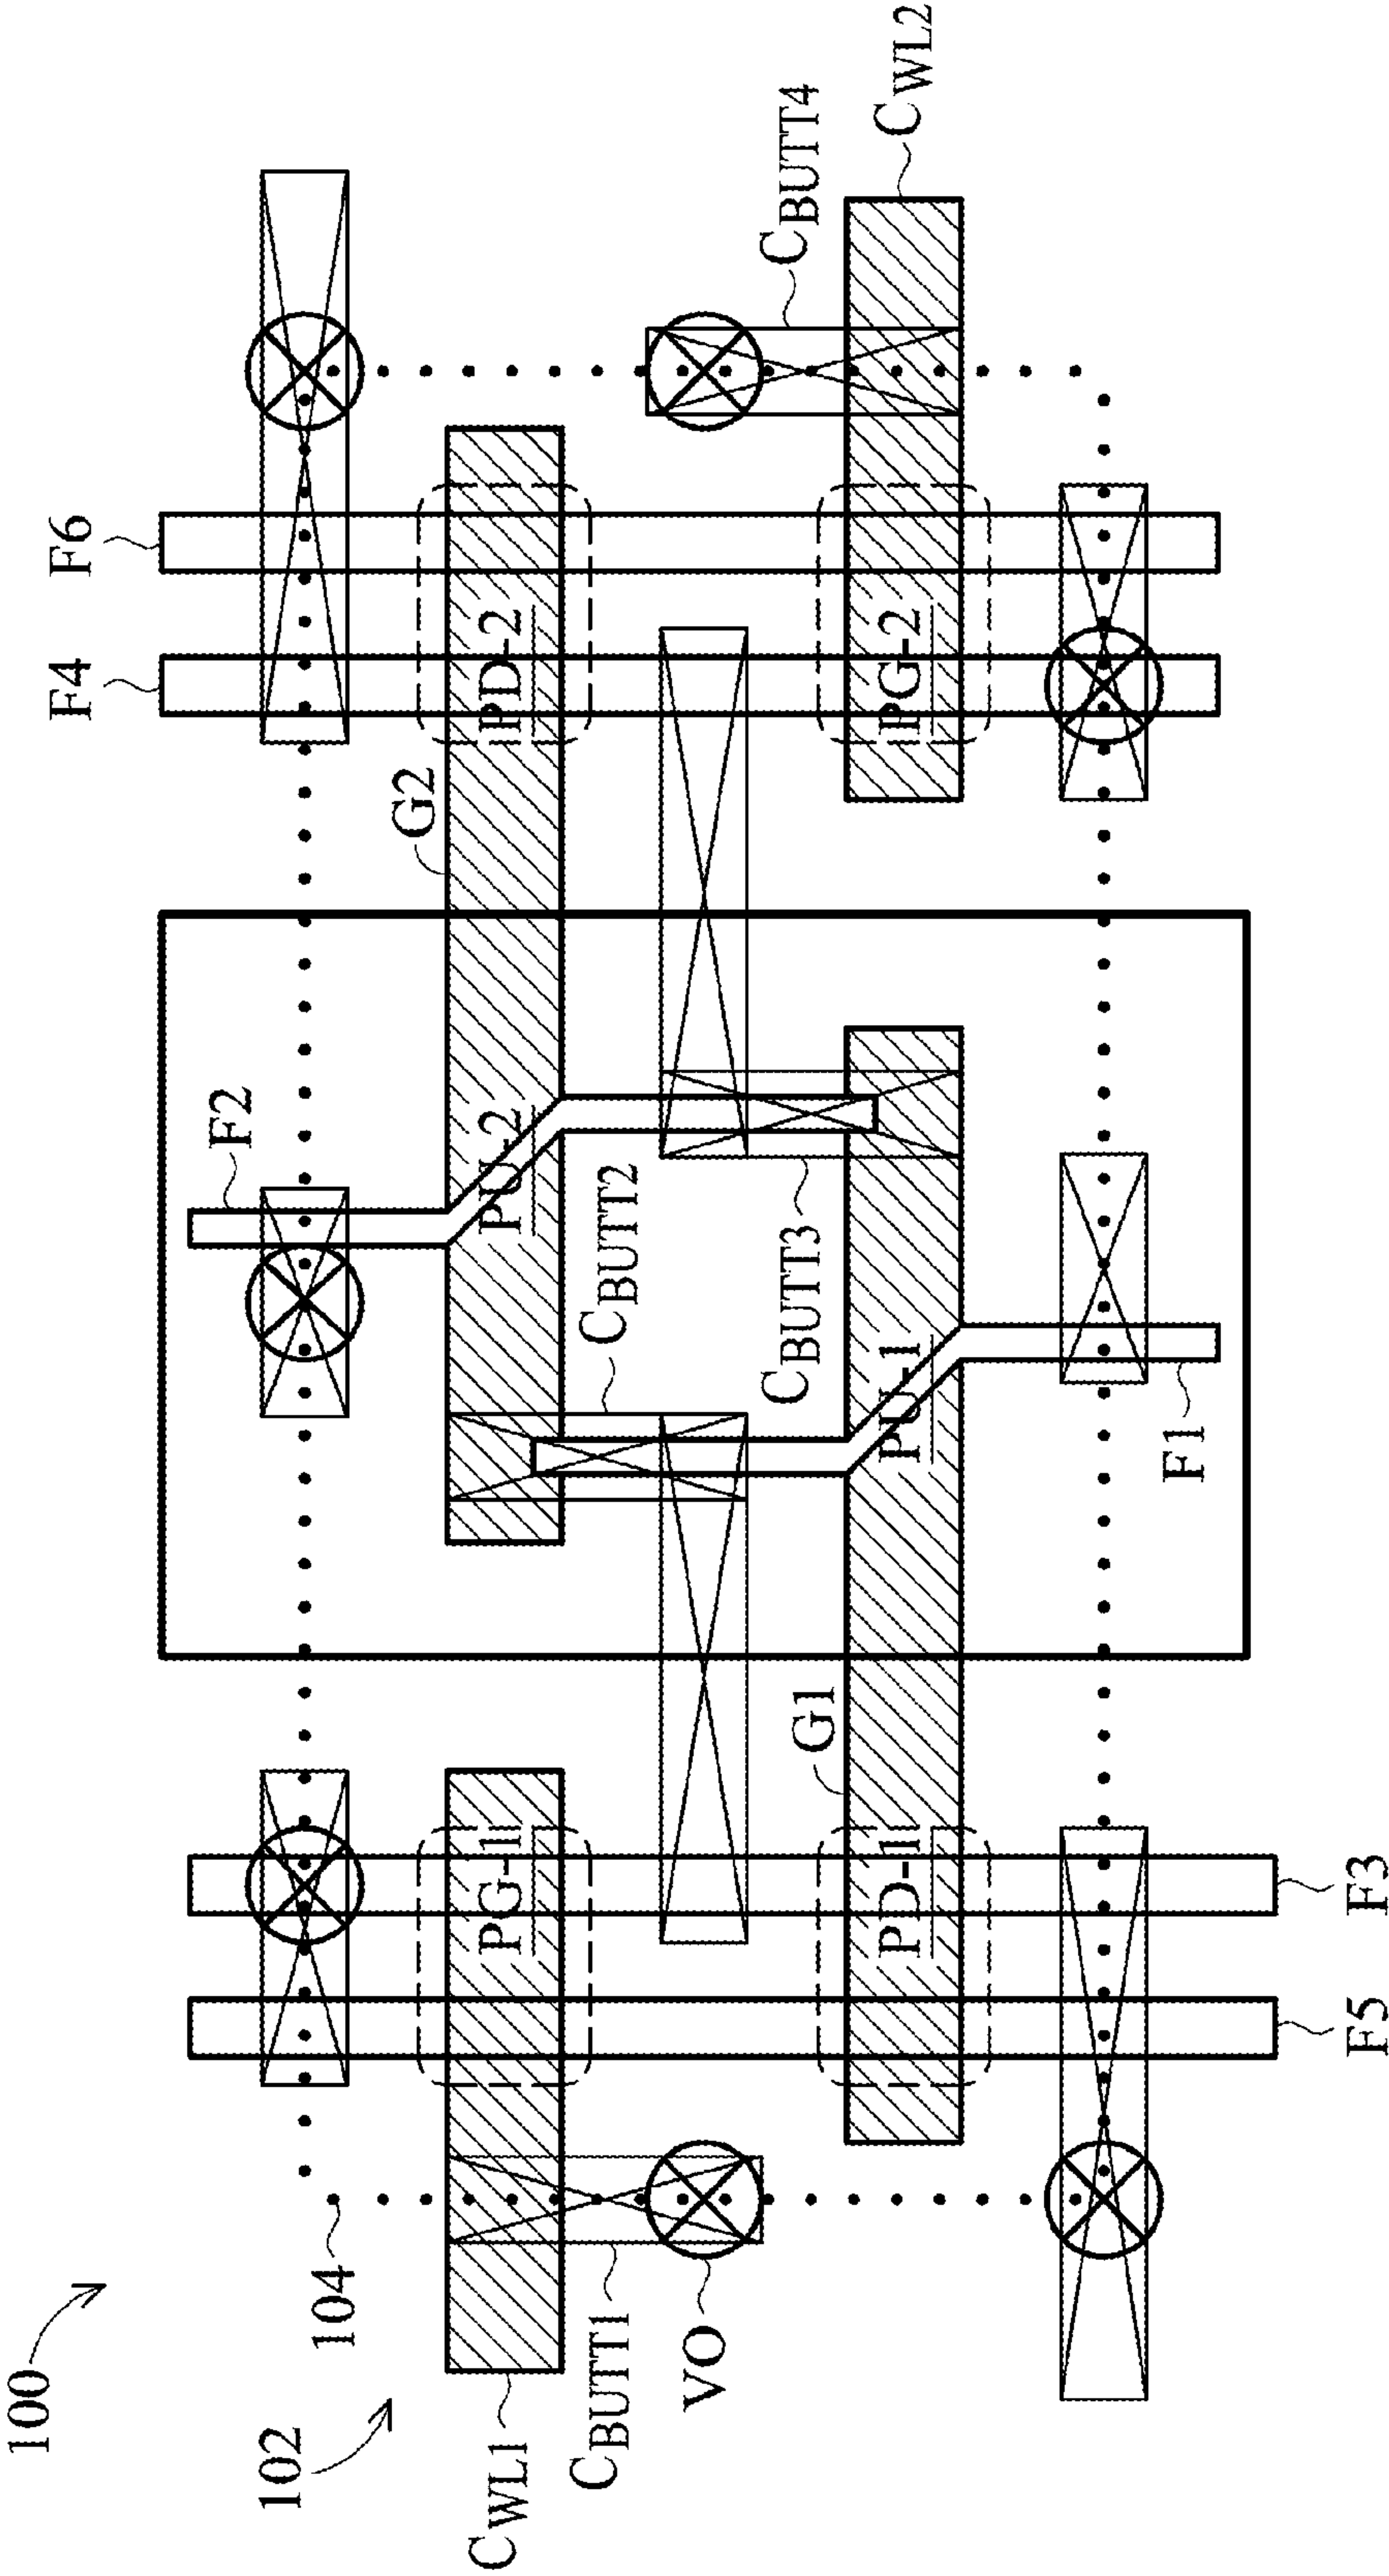 100
102
104
F6
F4
F2
G2
C_BUTT4
C_WL2
PD-2
PG-2
PU-2
C_BUTT2
C_BUTT3
PU-1
F1
G1
PG-1
PD-1
F3
F5
C_WL1
C_BUTT1
VO